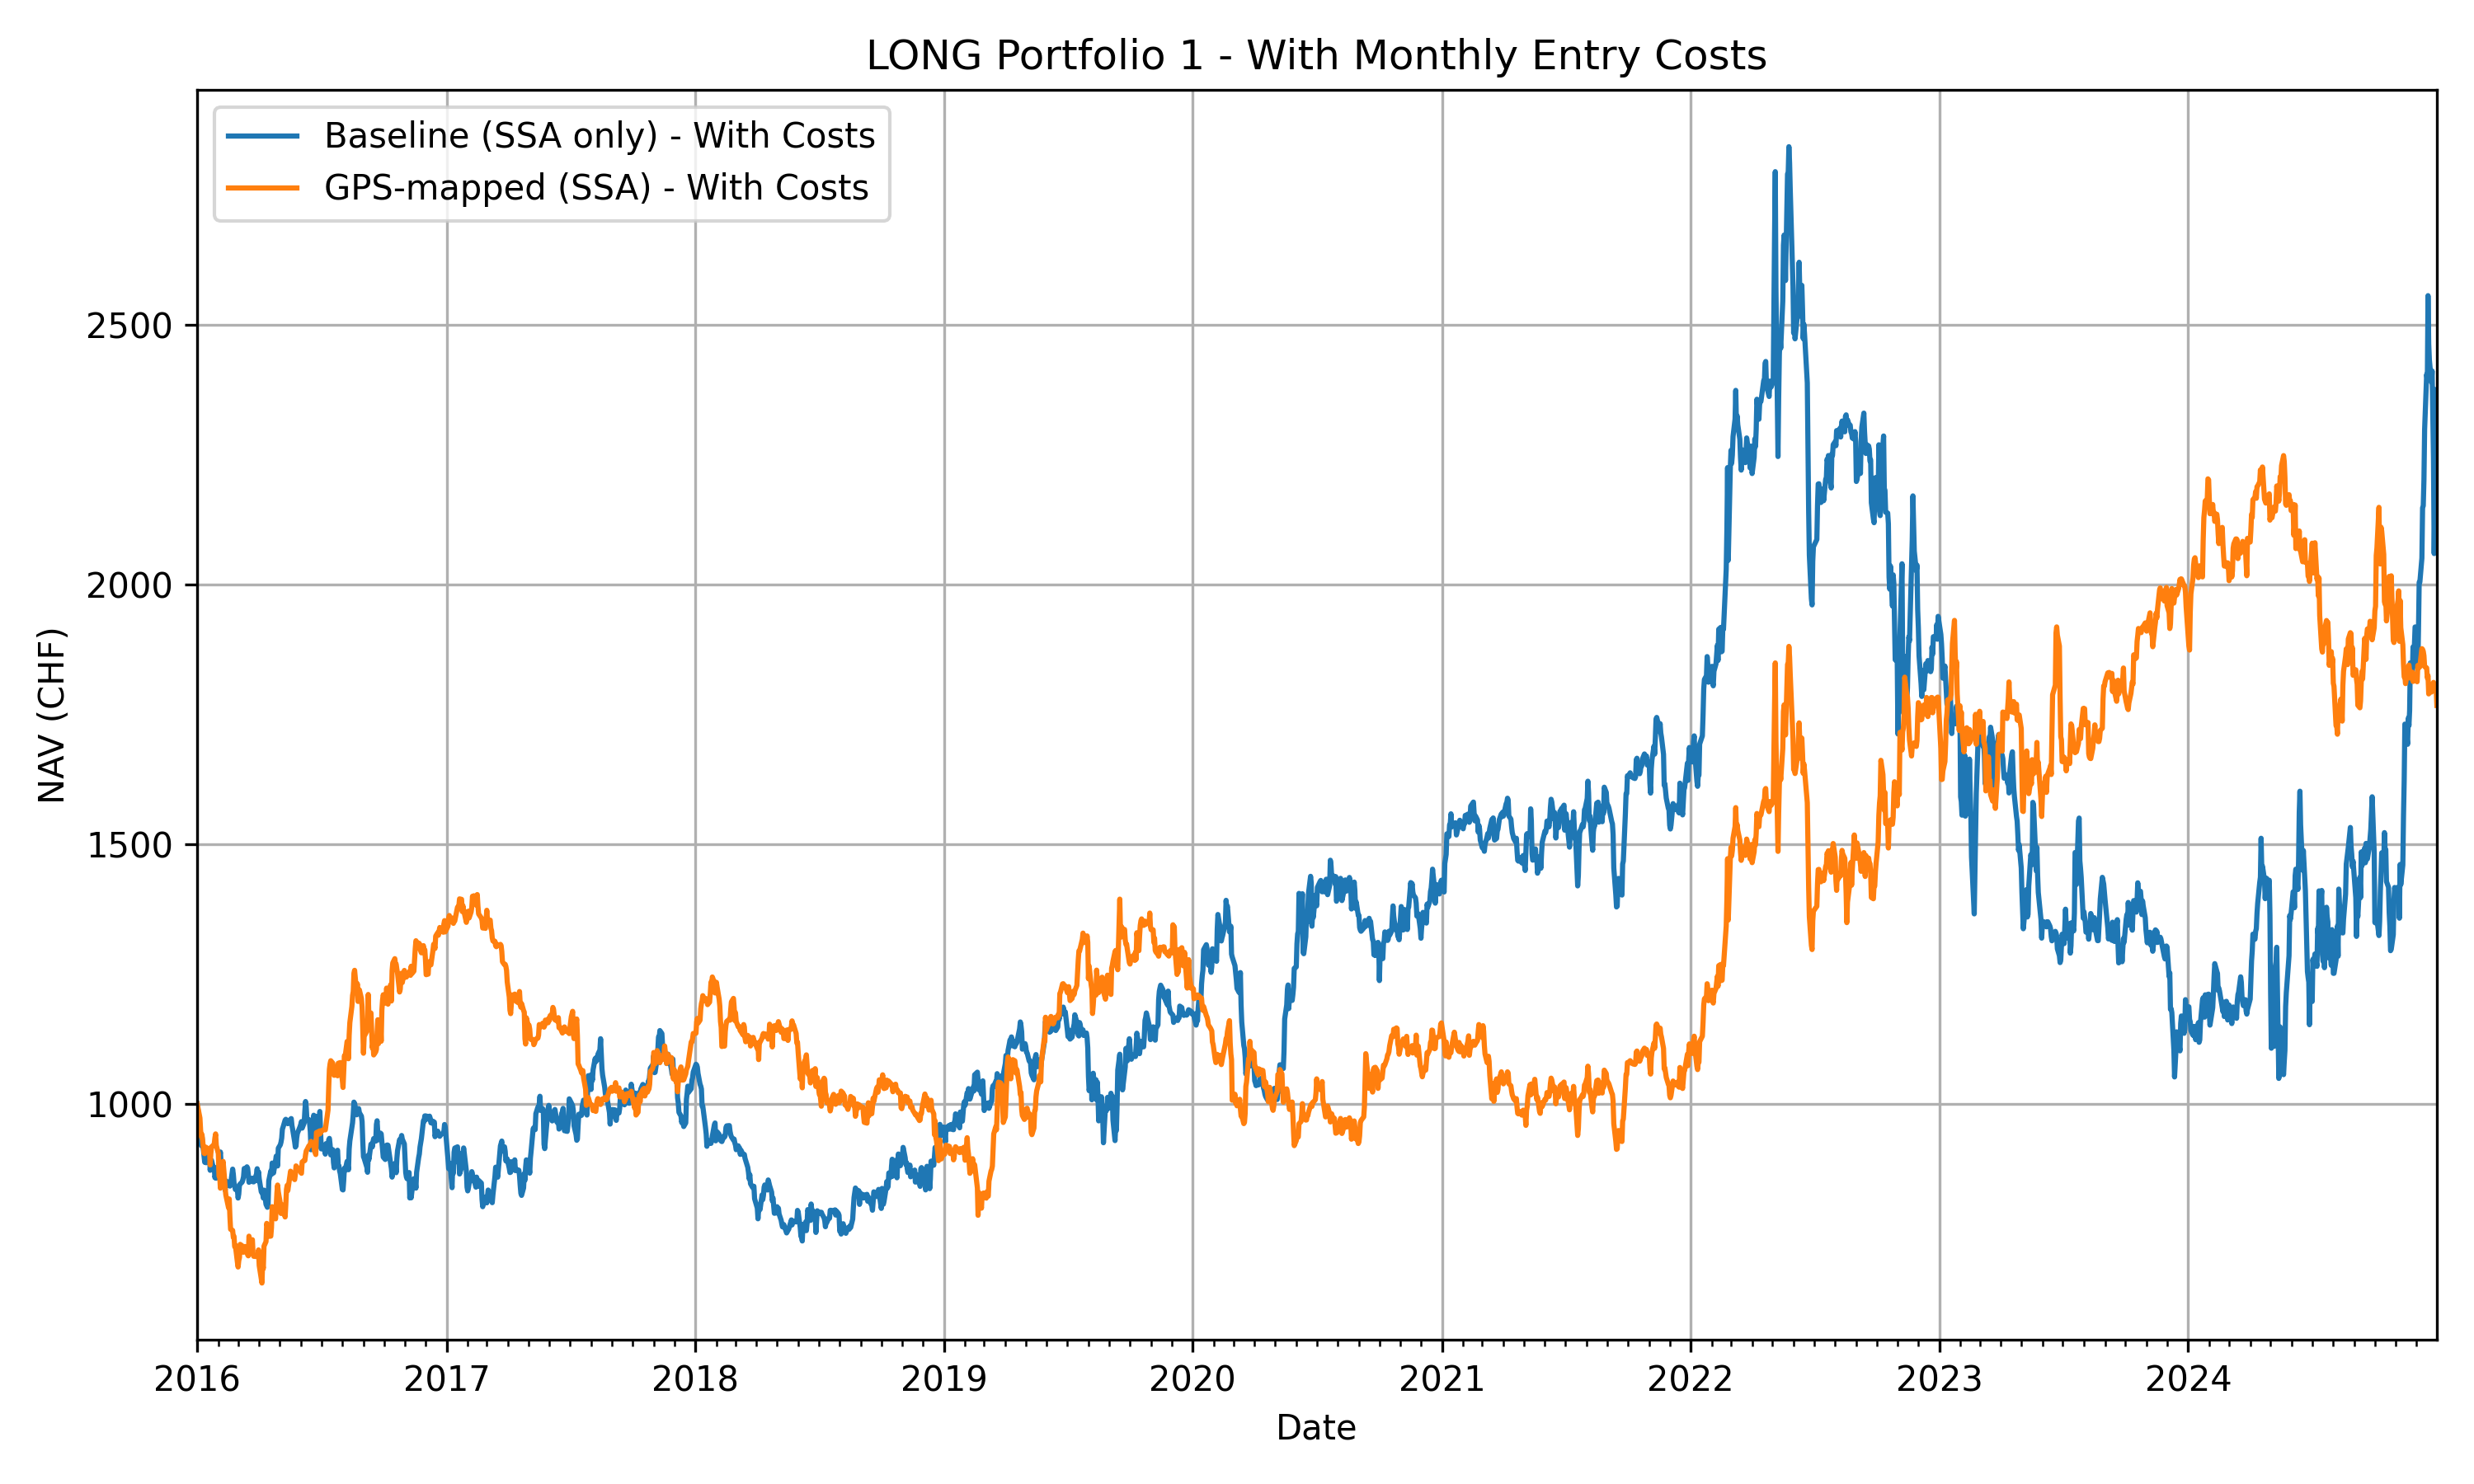 LONG Portfolio 1 - With Monthly Entry Costs
Baseline (SSA only) - With Costs
GPS-mapped (SSA) - With Costs
NAV (CHF)
2500
2000
1500
1000
2016 2017 2018 2019 2020 2021 2022 2023 2024
Date